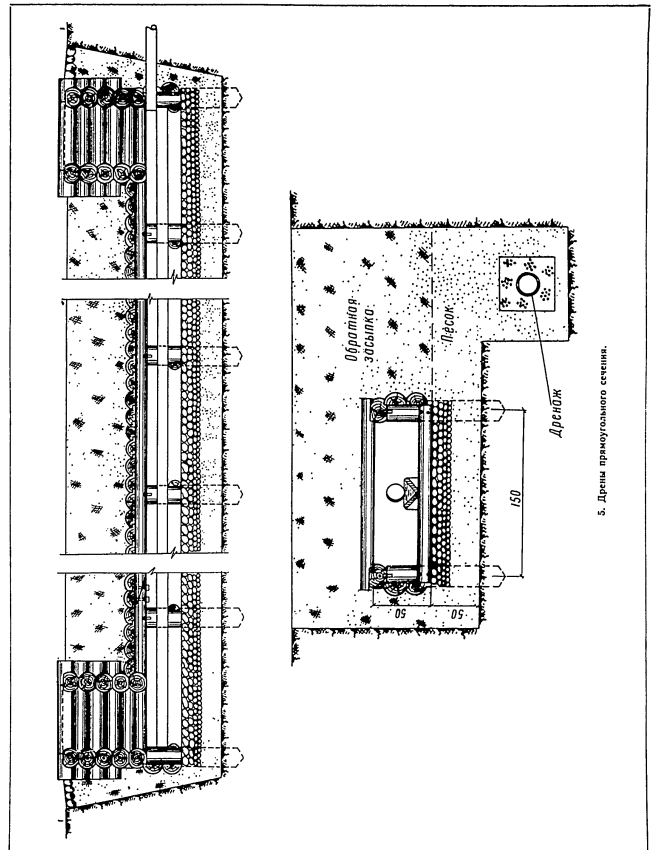 Обратная
засыпка
Песок
Дренаж
150
50
50
5. Дрены прямоугольного сечения.